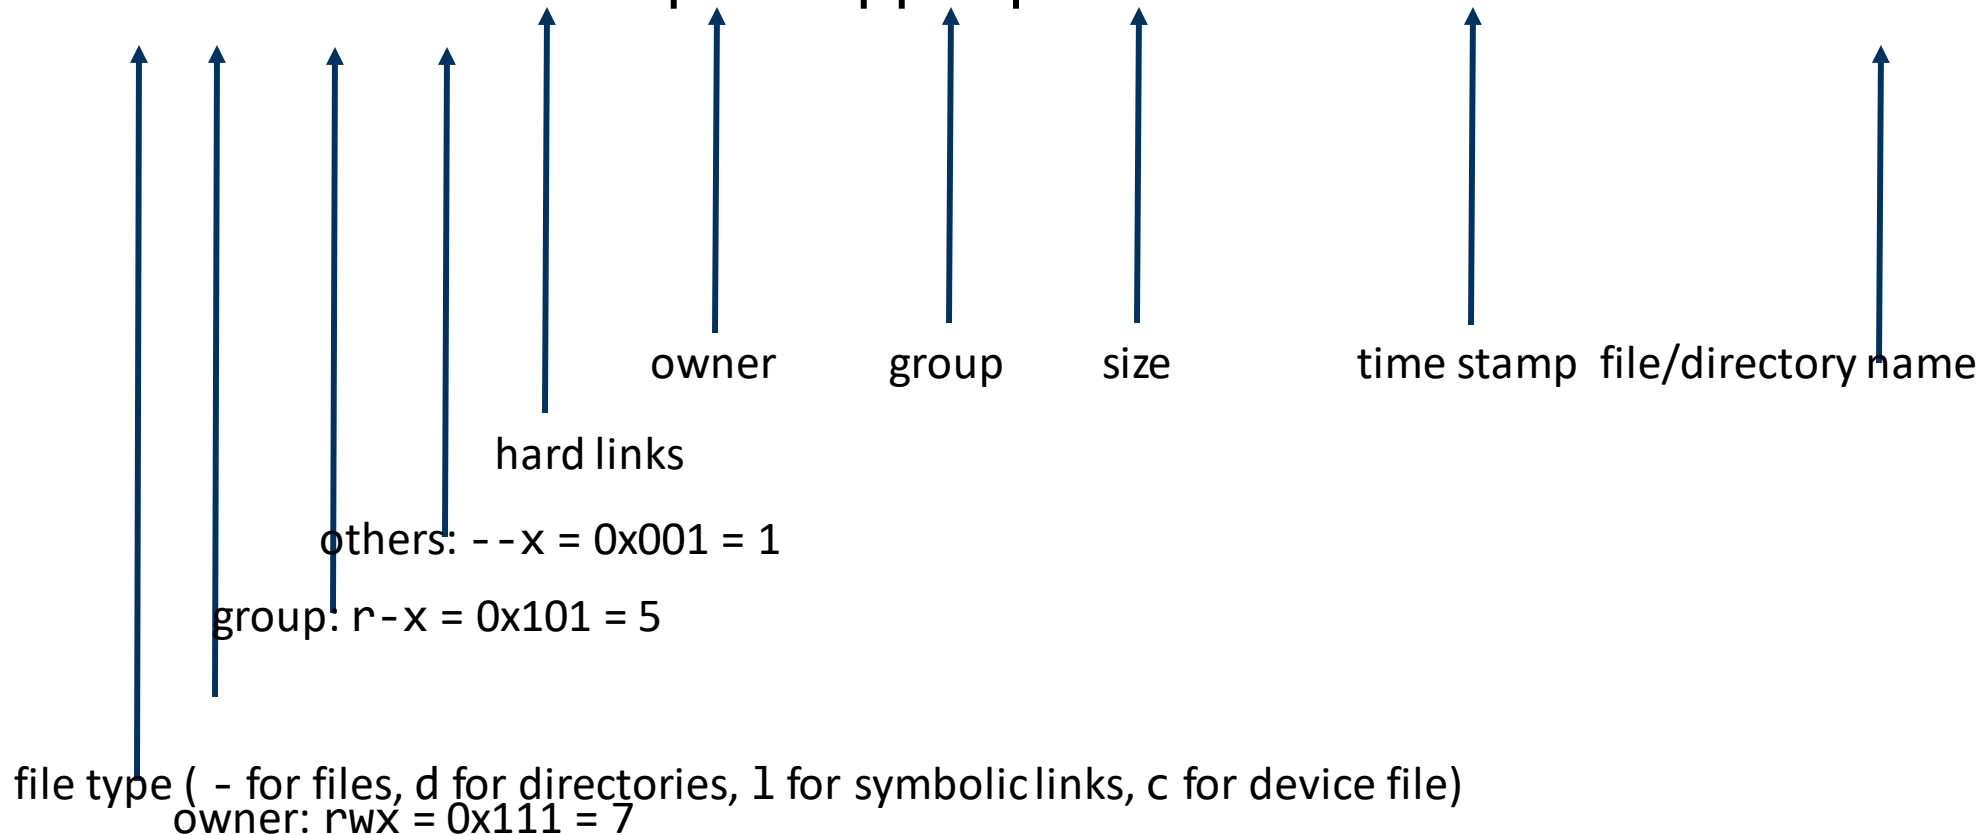 owner group size time stamp file/directory name
hard links
others: --x = 0x001 = 1
group: r-x = 0x101 = 5
file type ( - for files, d for directories, l for symbolic links, c for device file)
owner: rwx = 0x111 = 7